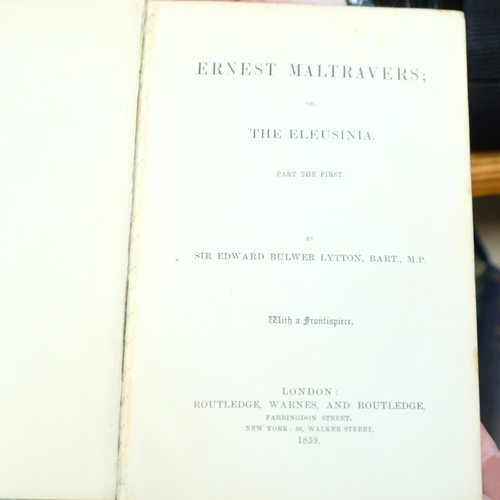 ERNEST MALTRAVERS;
OR,
THE ELEUSINIA.
PART THE FIRST.
BY
SIR EDWARD BULWER LYTTON, BART., M.P.
With a Frontispiece.
LONDON:
ROUTLEDGE, WARNES, AND ROUTLEDGE,
FARRINGDON STREET.
NEW YORK: 56, WALKER STREET.
1859.